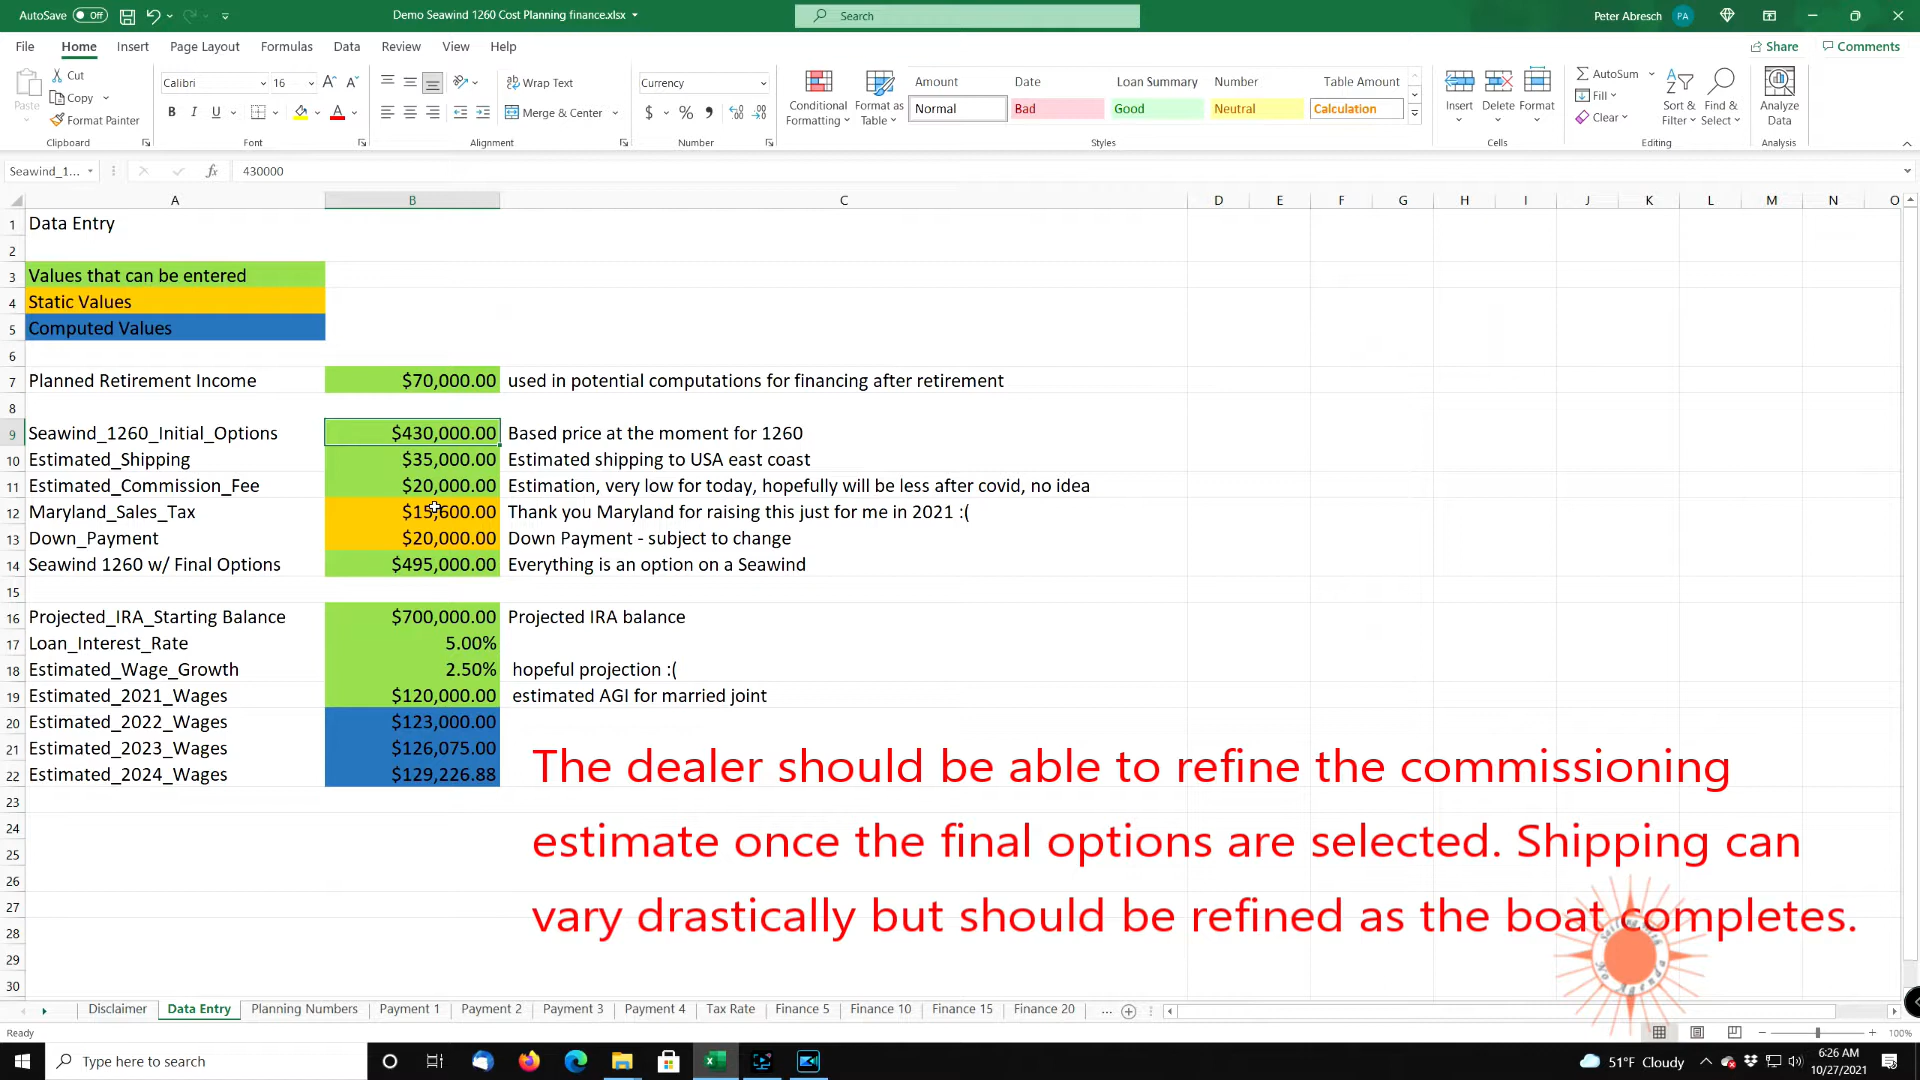 AutoSave Off Demo Seawind 1260 Cost Planning finance.xlsx Search Peter Abresch PA
File Home Insert Page Layout Formulas Data Review View Help Share Comments
Paste Cut Copy Format Painter Clipboard
Calibri 16 B I U A Font
Wrap Text Merge & Center Alignment
Currency $ % Number
Conditional Formatting Format as Table
Amount Date Loan Summary Number Table Amount
Normal Bad Good Neutral Calculation
Styles
Insert Delete Format Cells
AutoSum Fill Clear Sort & Filter Find & Select Editing
Analyze Data Analysis
Seawind_1... fx 430000
A B C D E F G H I J K L M N O
1 Data Entry
2
3 Values that can be entered
4 Static Values
5 Computed Values
6
7 Planned Retirement Income $70,000.00 used in potential computations for financing after retirement
8
9 Seawind_1260_Initial_Options $430,000.00 Based price at the moment for 1260
10 Estimated_Shipping $35,000.00 Estimated shipping to USA east coast
11 Estimated_Commission_Fee $20,000.00 Estimation, very low for today, hopefully will be less after covid, no idea
12 Maryland_Sales_Tax $15,600.00 Thank you Maryland for raising this just for me in 2021 :(
13 Down_Payment $20,000.00 Down Payment - subject to change
14 Seawind 1260 w/ Final Options $495,000.00 Everything is an option on a Seawind
15
16 Projected_IRA_Starting Balance $700,000.00 Projected IRA balance
17 Loan_Interest_Rate 5.00%
18 Estimated_Wage_Growth 2.50% hopeful projection :(
19 Estimated_2021_Wages $120,000.00 estimated AGI for married joint
20 Estimated_2022_Wages $123,000.00
21 Estimated_2023_Wages $126,075.00
22 Estimated_2024_Wages $129,226.88
23
24
25
26
27
28
29
30
The dealer should be able to refine the commissioning
estimate once the final options are selected. Shipping can
vary drastically but should be refined as the boat completes.
Sail With
No Agenda
Disclaimer Data Entry Planning Numbers Payment 1 Payment 2 Payment 3 Payment 4 Tax Rate Finance 5 Finance 10 Finance 15 Finance 20 ...
Ready 100%
Type here to search 51°F Cloudy 6:26 AM
10/27/2021